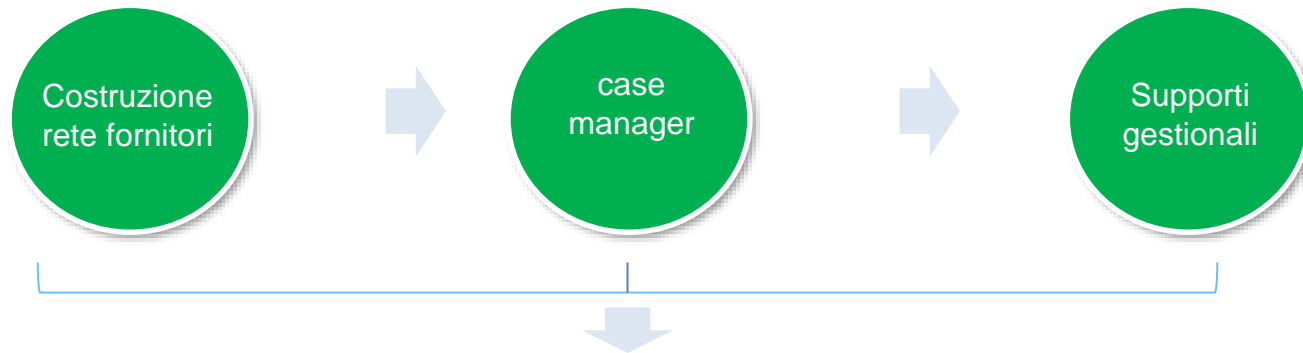 Costruzione
rete fornitori
case
manager
Supporti
gestionali